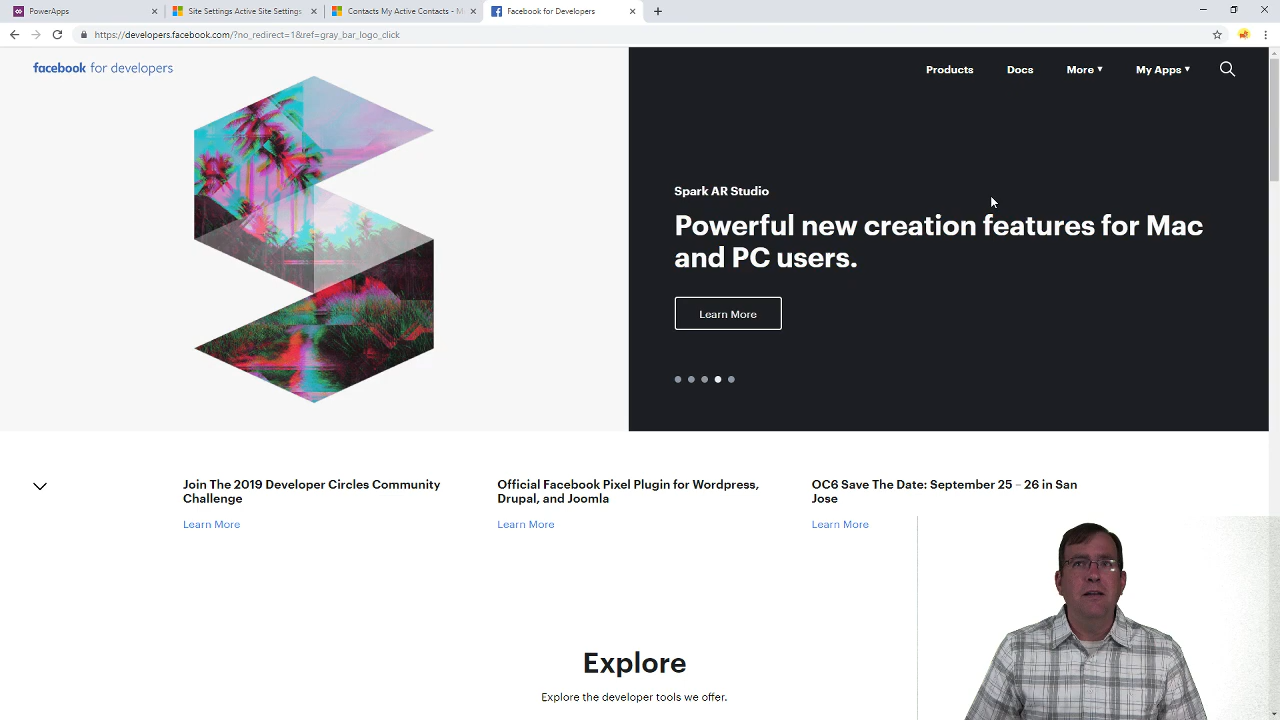 PowerApps
Site Settings Active Site Settings
Contacts My Active Contacts - Mi
Facebook for Developers
https://developers.facebook.com/?no_redirect=1&ref=gray_bar_logo_click
facebook for developers
Products
Docs
More
My Apps
Spark AR Studio
Powerful new creation features for Mac
and PC users.
Learn More
Join The 2019 Developer Circles Community
Challenge
Learn More
Official Facebook Pixel Plugin for Wordpress,
Drupal, and Joomla
Learn More
OC6 Save The Date: September 25 – 26 in San
Jose
Learn More
Explore
Explore the developer tools we offer.